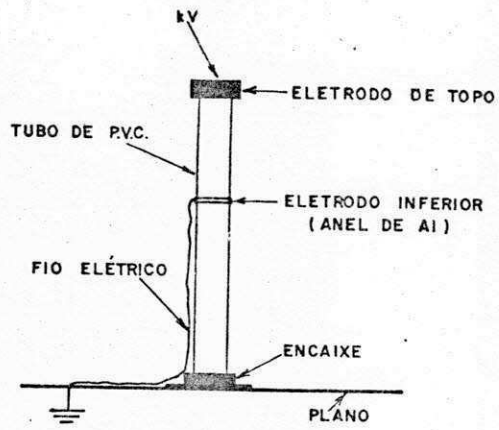 kV
ELETRODO DE TOPO
TUBO DE P.V.C.
ELETRODO INFERIOR
(ANEL DE Al)
FIO ELÉTRICO
ENCAIXE
PLANO